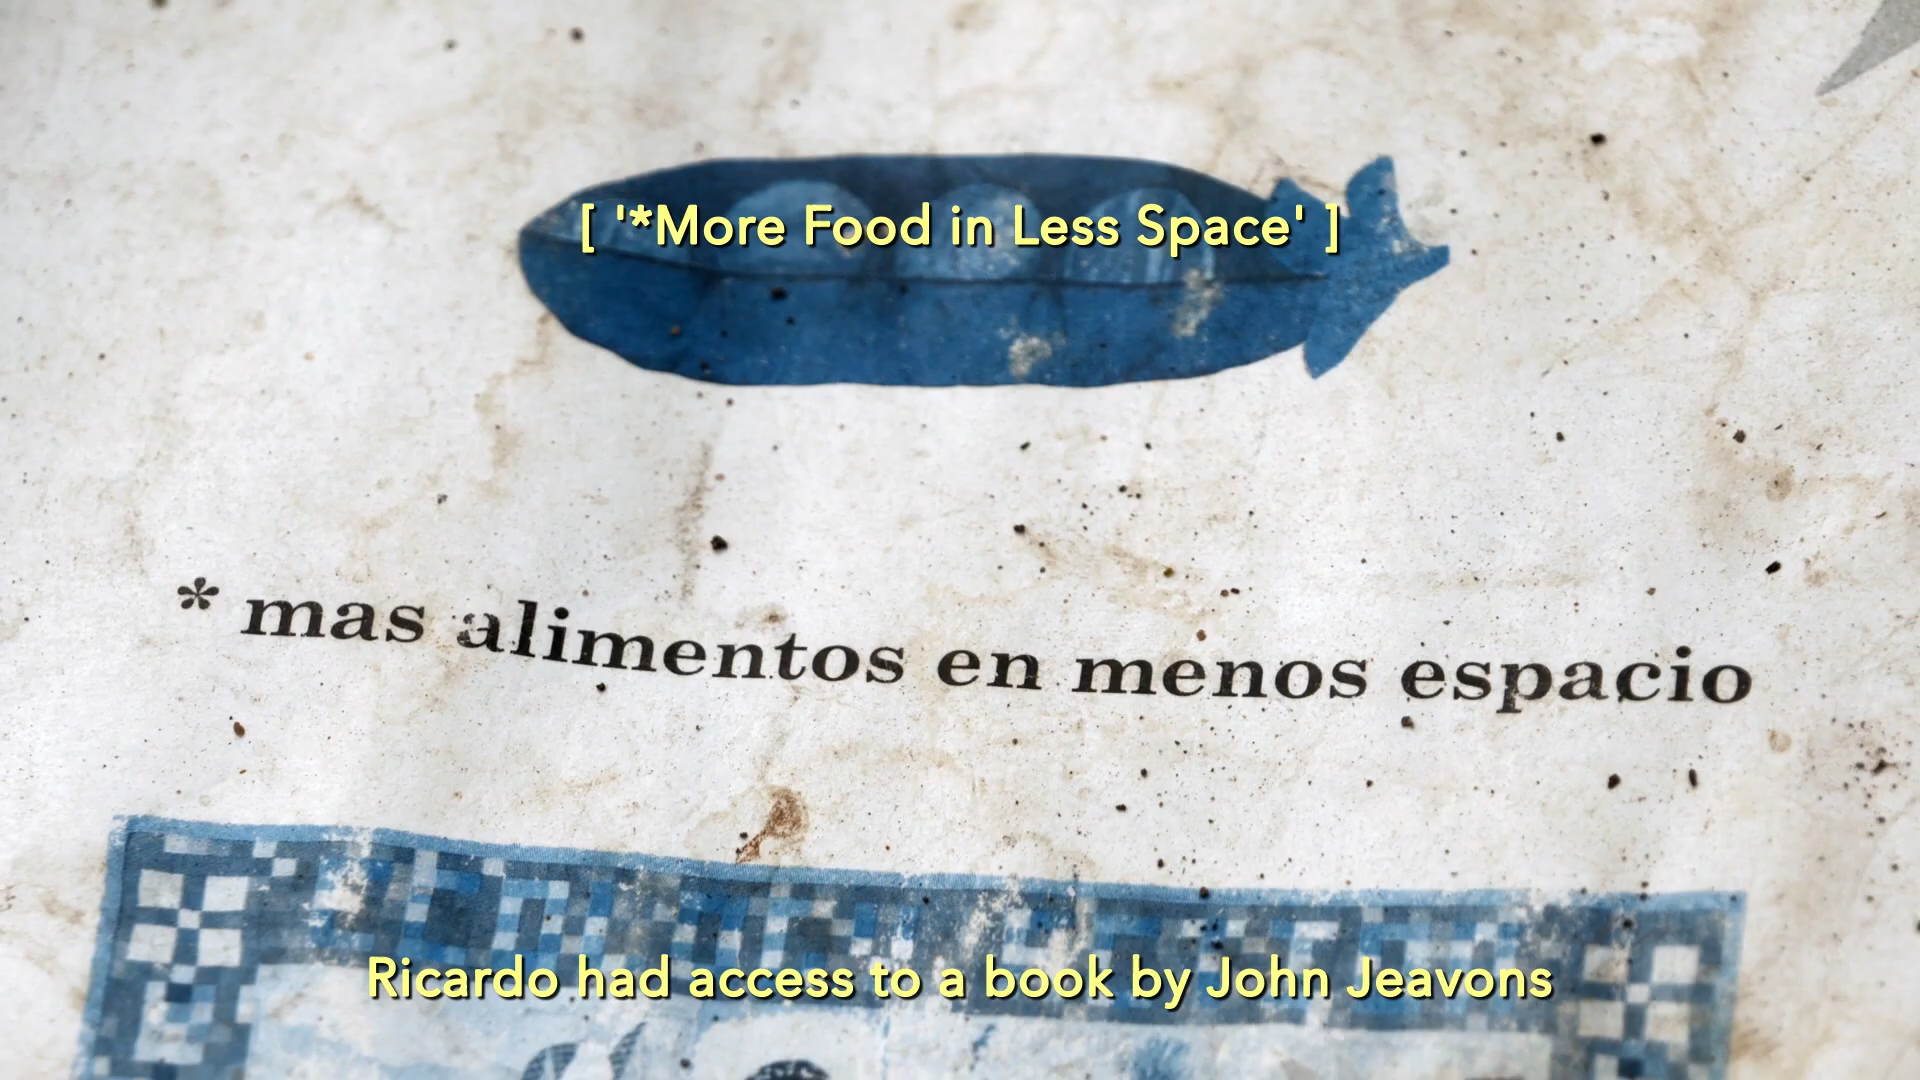 [ '*More Food in Less Space' ]
* mas alimentos en menos espacio
Ricardo had access to a book by John Jeavons